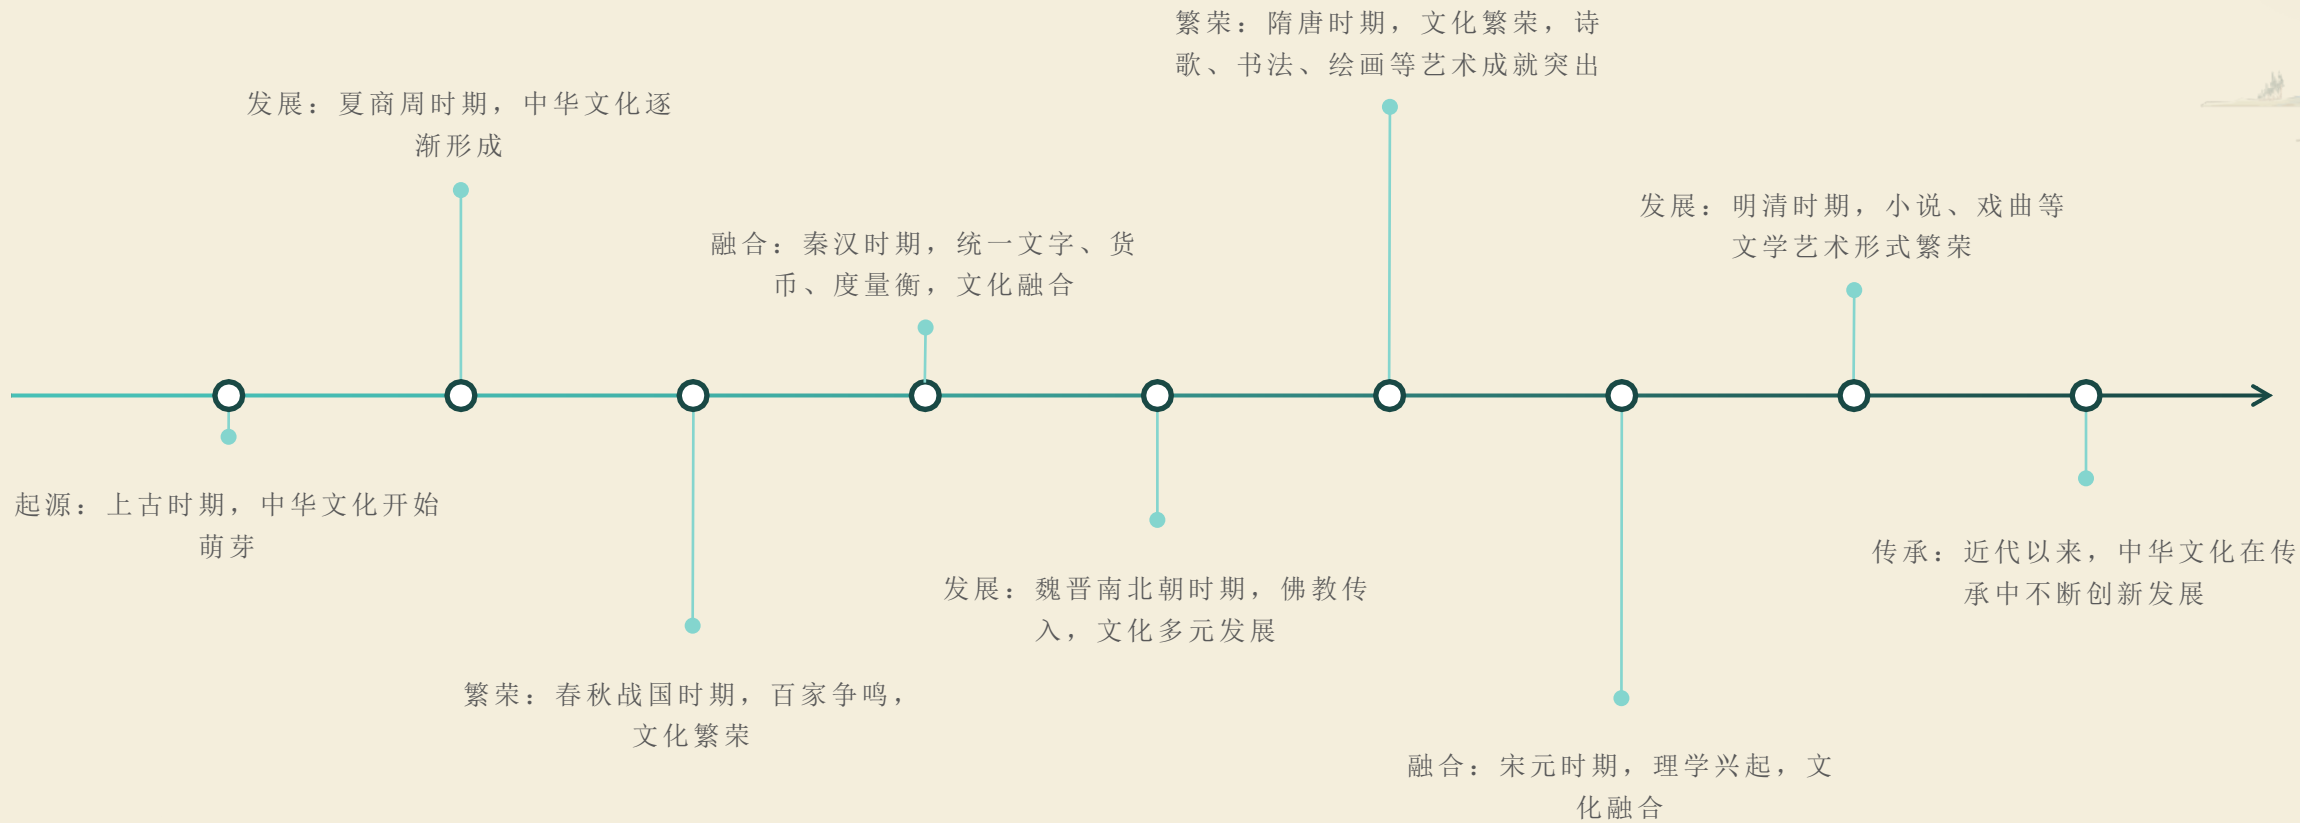 起源：上古时期，中华文化开始
萌芽
发展：夏商周时期，中华文化逐
渐形成
繁荣：春秋战国时期，百家争鸣，
文化繁荣
融合：秦汉时期，统一文字、货
币、度量衡，文化融合
发展：魏晋南北朝时期，佛教传
入，文化多元发展
繁荣：隋唐时期，文化繁荣，诗
歌、书法、绘画等艺术成就突出
融合：宋元时期，理学兴起，文
化融合
发展：明清时期，小说、戏曲等
文学艺术形式繁荣
传承：近代以来，中华文化在传
承中不断创新发展